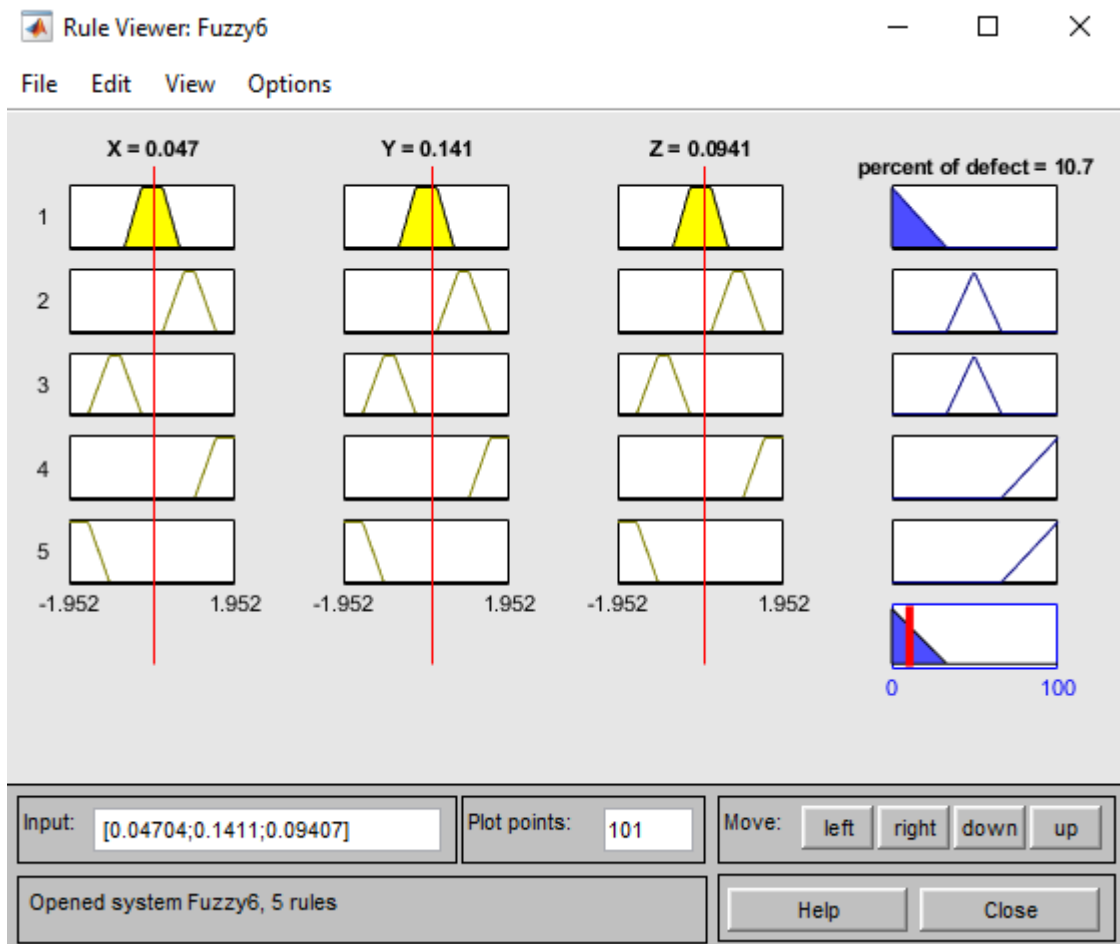 Rule Viewer: Fuzzy6
File Edit View Options
X = 0.047 Y = 0.141 Z = 0.0941
percent of defect = 10.7
1
2
3
4
5
-1.952 1.952 -1.952 1.952 -1.952 1.952
0 100
Input: [0.04704;0.1411;0.09407] Plot points: 101 Move: left right down up
Opened system Fuzzy6, 5 rules
Help Close